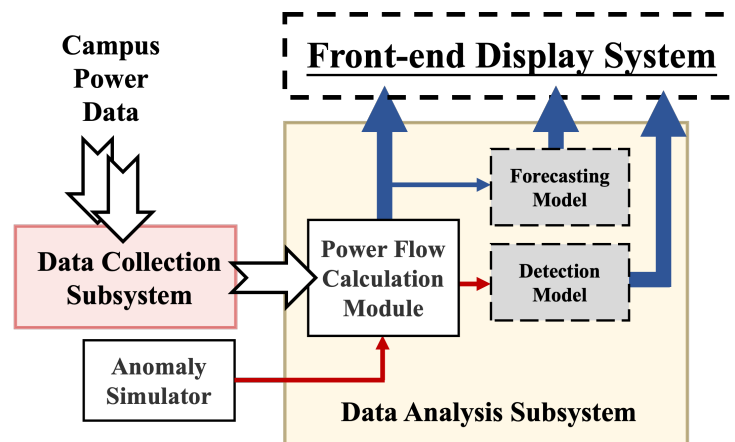 Campus
Power
Data
Front-end Display System
Forecasting
Model
Data Collection
Subsystem
Power Flow
Calculation
Module
Detection
Model
Anomaly
Simulator
Data Analysis Subsystem